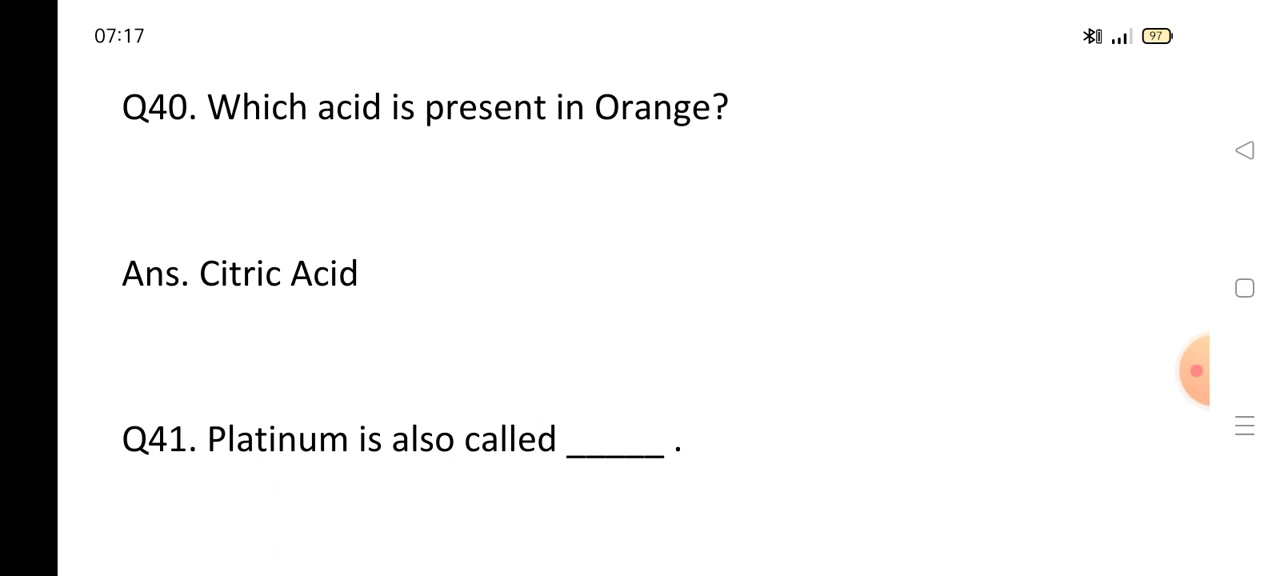 07:17
97
Q40. Which acid is present in Orange?
Ans. Citric Acid
Q41. Platinum is also called _____ .